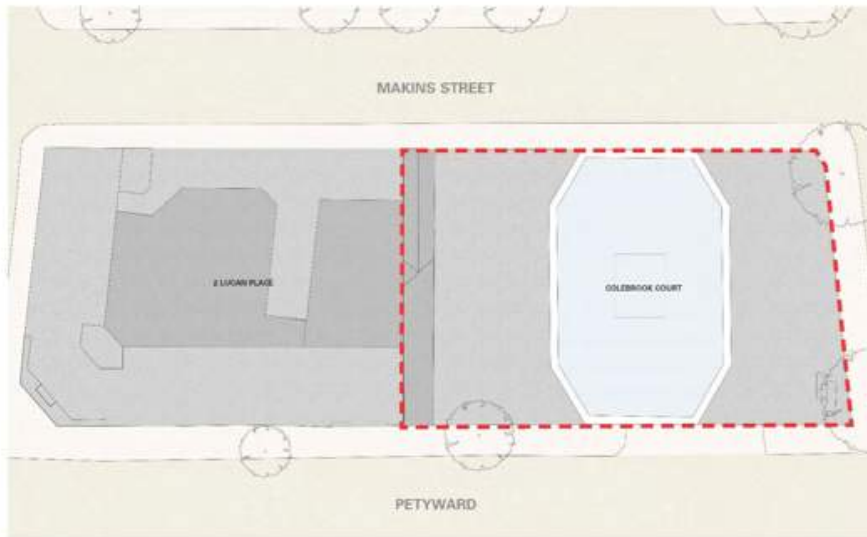 MAKINS STREET
2 LUCAN PLACE
COLEBROOK COURT
PETYWARD